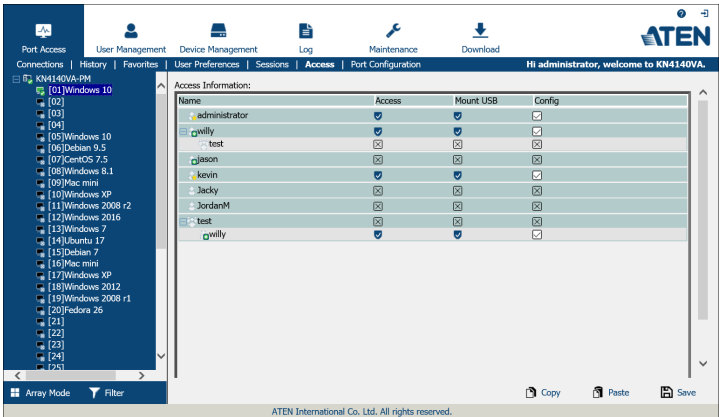 ATEN
Port Access
User Management
Device Management
Log
Maintenance
Download
Connections | History | Favorites | User Preferences | Sessions | Access | Port Configuration
Hi administrator, welcome to KN4140VA.
KN4140VA-PM
[01]Windows 10
[02]
[03]
[04]
[05]Windows 10
[06]Debian 9.5
[07]CentOS 7.5
[08]Windows 8.1
[09]Mac mini
[10]Windows XP
[11]Windows 2008 r2
[12]Windows 2016
[13]Windows 7
[14]Ubuntu 17
[15]Debian 7
[16]Mac mini
[17]Windows XP
[18]Windows 2012
[19]Windows 2008 r1
[20]Fedora 26
[21]
[22]
[23]
[24]
[25]
Array Mode
Filter
Access Information:
Name Access Mount USB Config
administrator
willy
test
jason
kevin
Jacky
JordanM
test
willy
Copy
Paste
Save
ATEN International Co. Ltd. All rights reserved.